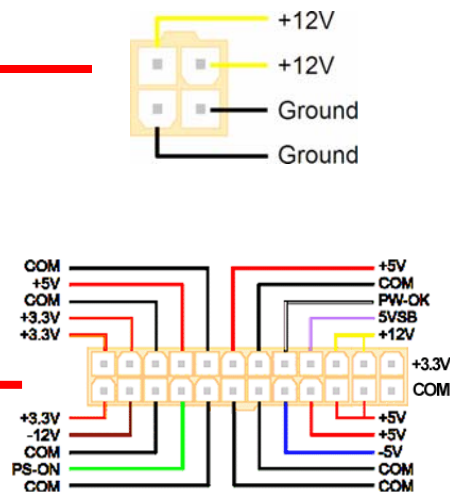 +12V
+12V
Ground
Ground
COM
+5V
COM
+3.3V
+3.3V
+5V
COM
PW-OK
5VSB
+12V
+3.3V
COM
+3.3V
-12V
COM
PS-ON
COM
+5V
+5V
-5V
COM
COM